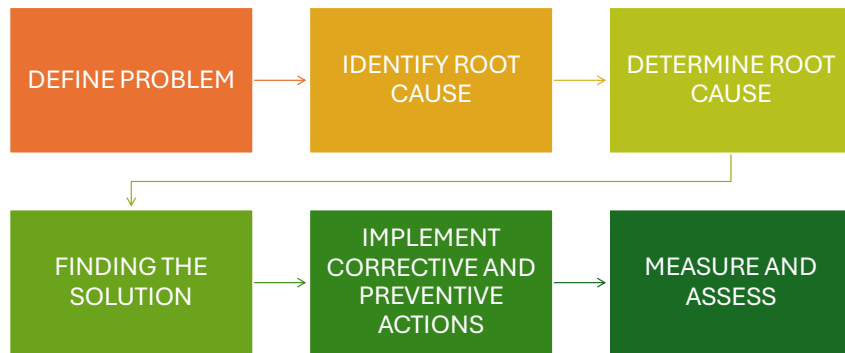 DEFINE PROBLEM
IDENTIFY ROOT
CAUSE
DETERMINE ROOT
CAUSE
FINDING THE
SOLUTION
IMPLEMENT
CORRECTIVE AND
PREVENTIVE
ACTIONS
MEASURE AND
ASSESS